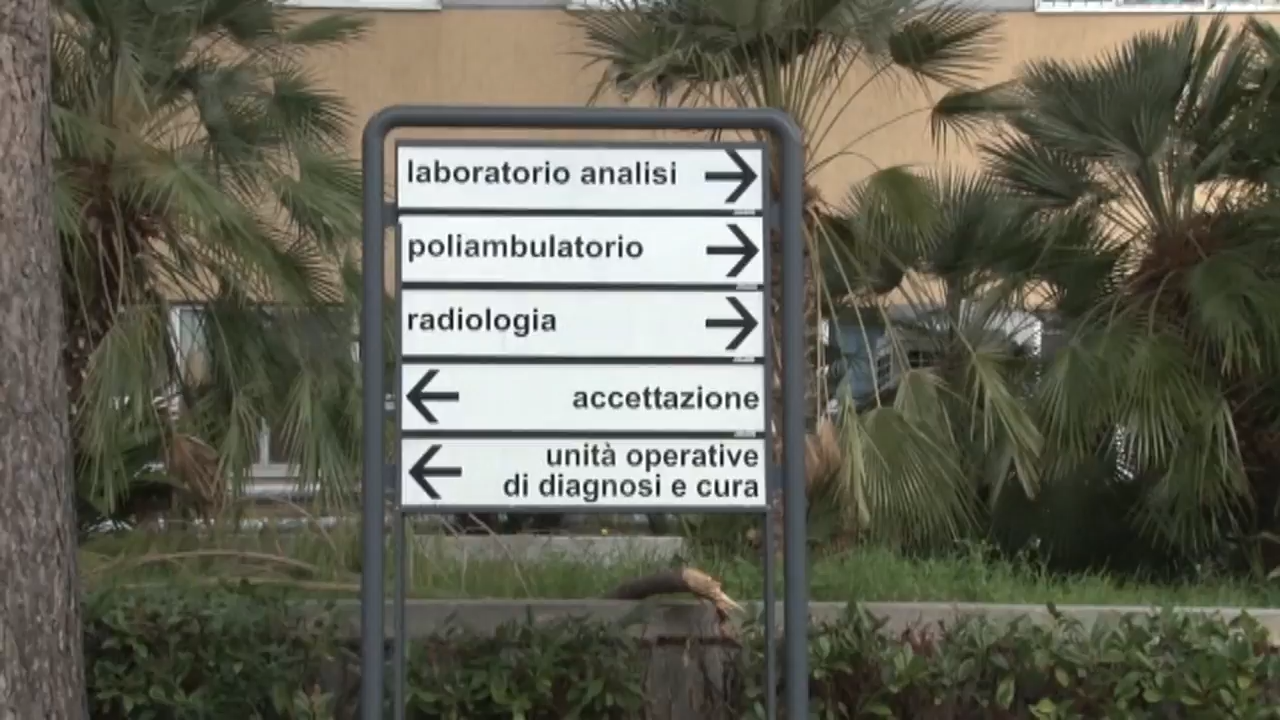 laboratorio analisi
poliambulatorio
radiologia
accettazione
unità operative
di diagnosi e cura